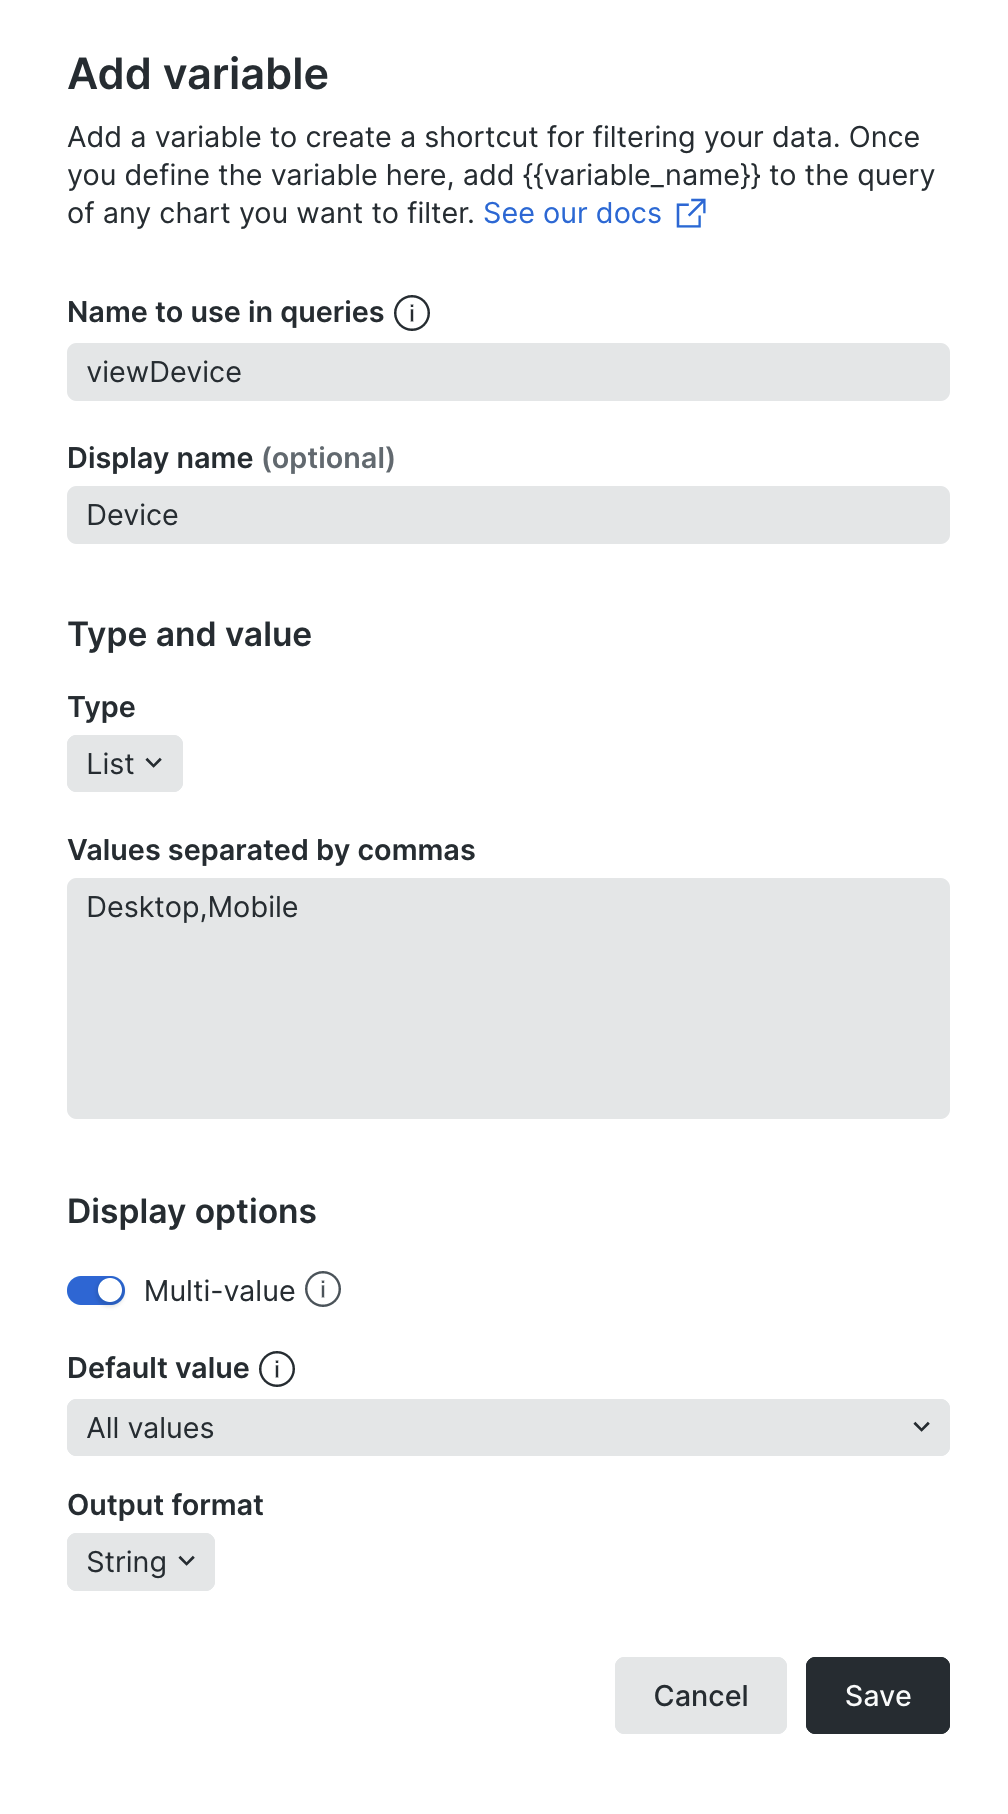 Add variable
Add a variable to create a shortcut for filtering your data. Once
you define the variable here, add {{variable_name}} to the query
of any chart you want to filter. See our docs
Name to use in queries
viewDevice
Display name (optional)
Device
Type and value
Type
List
Values separated by commas
Desktop,Mobile
Display options
Multi-value
Default value
All values
Output format
String
Cancel Save